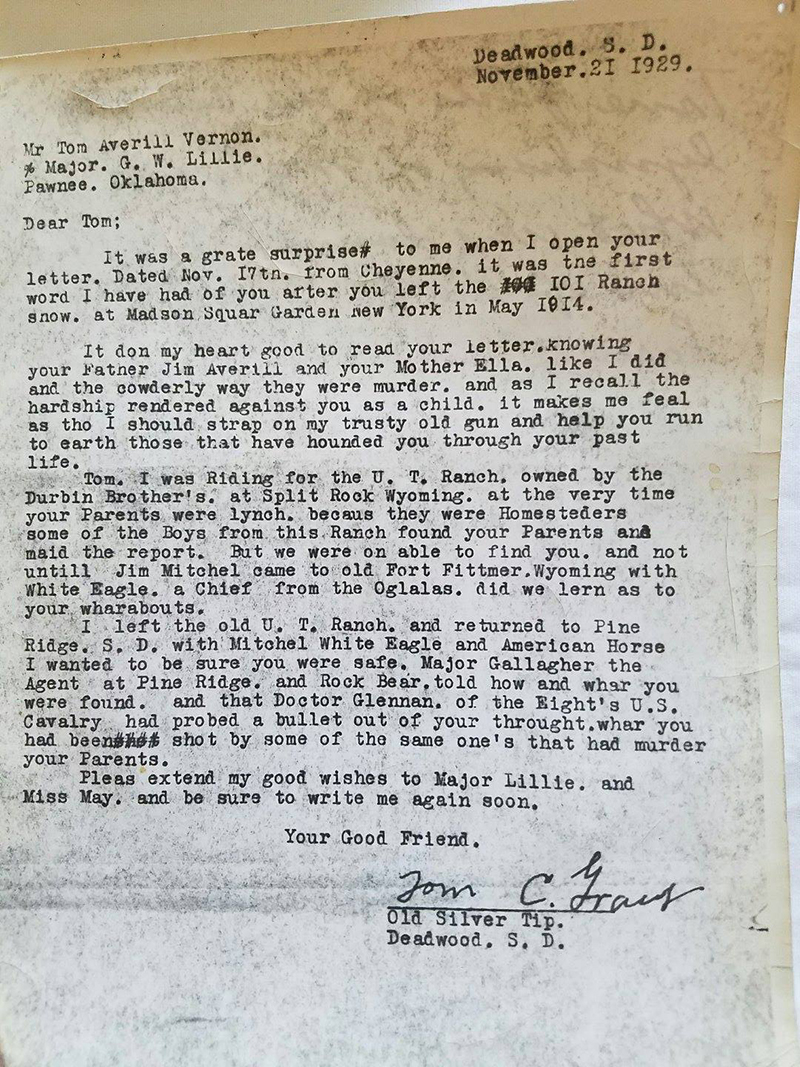 Deadwood. S. D.
November.21 1929.
Mr Tom Averill Vernon.
% Major. G. W. Lillie.
Pawnee. Oklahoma.
Dear Tom;
It was a grate surprise# to me when I open your
letter. Dated Nov. I7tn. from Cheyenne. it was tne first
word I have had of you after you left the ### IOI Ranch
snow. at Madson Squar Garden New York in May 1914.
It don my heart good to read your letter.knowing
your Father Jim Averill and your Mother Ella. like I did
and the cowderly way they were murder. and as I recall the
hardship rendered against you as a child. it makes me feal
as tho I should strap on my trusty old gun and help you run
to earth those that have hounded you through your past
life.
Tom. I was Riding for the U. T. Ranch. owned by the
Durbin Brother's. at Split Rock Wyoming. at the very time
your Parents were lynch. becaus they were Homesteders
some of the Boys from this Ranch found your Parents and
maid the report. But we were on able to find you. and not
untill Jim Mitchel came to old Fort Fittmer.Wyoming with
White Eagle. a Chief from the Oglalas. did we lern as to
your wharabouts.
I left the old U. T. Ranch. and returned to Pine
Ridge. S. D. with Mitchel White Eagle and American Horse
I wanted to be sure you were safe. Major Gallagher the
Agent at Pine Ridge. and Rock Bear.told how and whar you
were found. and that Doctor Glennan. of the Eight's U.S.
Cavalry had probed a bullet out of your throught.whar you
had been#### shot by some of the same one's that had murder
your Parents.
Pleas extend my good wishes to Major Lillie. and
Miss May. and be sure to write me again soon.
Your Good Friend.
Tom C. Grant
Old Silver Tip.
Deadwood. S. D.